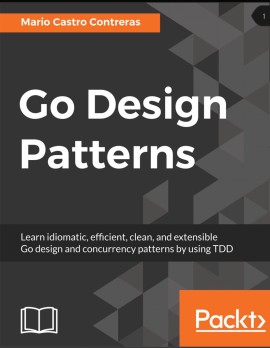 Mario Castro Contreras
1
Go Design
Patterns
Learn idiomatic, efficient, clean, and extensible
Go design and concurrency patterns by using TDD
Packt>